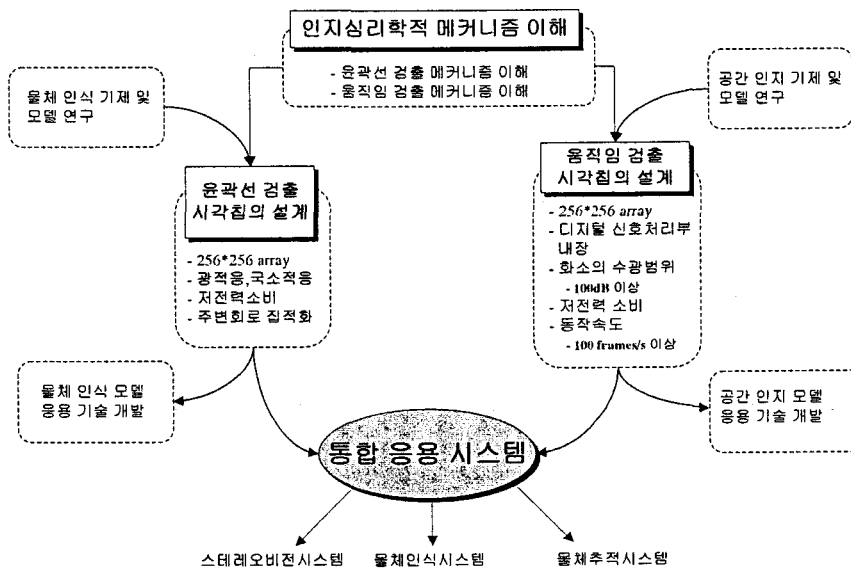 인지심리학적 메커니즘 이해
- 윤곽선 검출 메커니즘 이해
- 움직임 검출 메커니즘 이해
물체 인식 기제 및
모델 연구
공간 인지 기제 및
모델 연구
윤곽선 검출
시각칩의 설계
- 256*256 array
- 광적응,국소적응
- 저전력소비
- 주변회로 집적화
움직임 검출
시각칩의 설계
- 256*256 array
- 디지털 신호처리부
내장
- 화소의 수광범위
- 100dB 이상
- 저전력 소비
- 동작속도
- 100 frames/s 이상
물체 인식 모델
응용 기술 개발
공간 인지 모델
응용 기술 개발
통합 응용 시스템
스테레오비전시스템
물체인식시스템
물체추적시스템